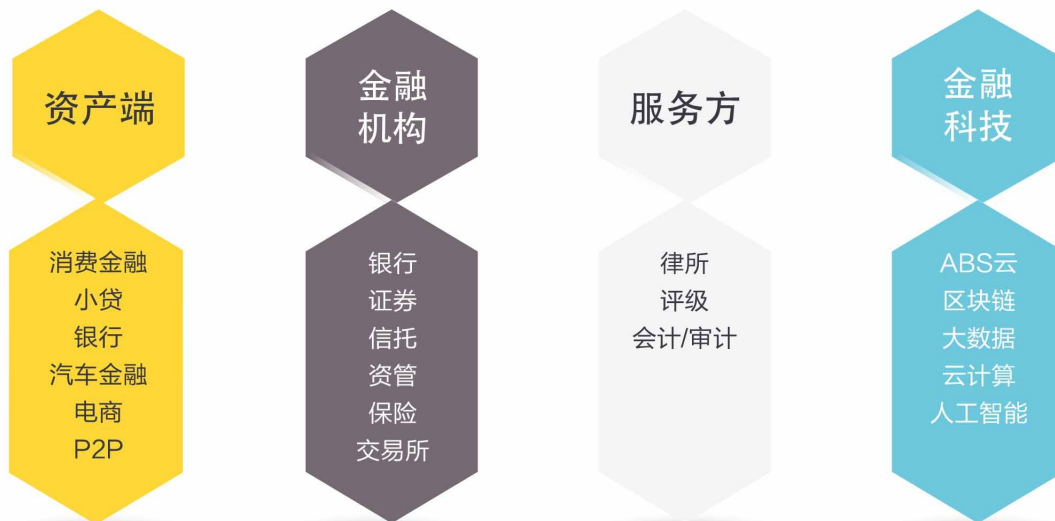 资产端
消费金融
小贷
银行
汽车金融
电商
P2P
金融
机构
银行
证券
信托
资管
保险
交易所
服务方
律所
评级
会计/审计
金融
科技
ABS云
区块链
大数据
云计算
人工智能